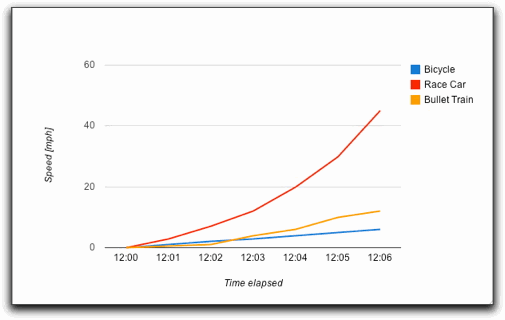 60
Bicycle
Race Car
Bullet Train
40
Speed [mph]
20
0
12:00 12:01 12:02 12:03 12:04 12:05 12:06
Time elapsed